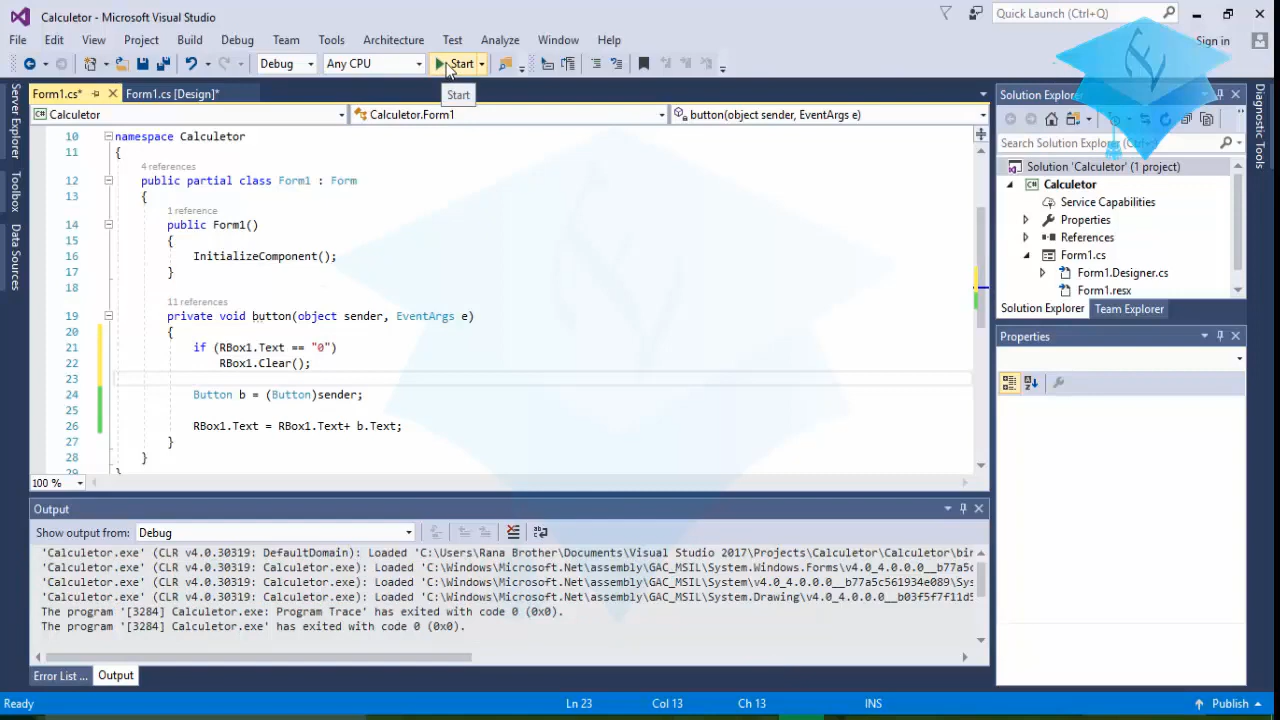 Calculetor - Microsoft Visual Studio
Quick Launch (Ctrl+Q)
File Edit View Project Build Debug Team Tools Architecture Test Analyze Window Help
Sign in
Debug Any CPU Start
Start
Form1.cs* Form1.cs [Design]*
Calculetor Calculetor.Form1 button(object sender, EventArgs e)
Server Explorer
Toolbox
Data Sources
10 namespace Calculetor
11 {
4 references
12 public partial class Form1 : Form
13 {
1 reference
14 public Form1()
15 {
16 InitializeComponent();
17 }
18
11 references
19 private void button(object sender, EventArgs e)
20 {
21 if (RBox1.Text == "0")
22 RBox1.Clear();
23
24 Button b = (Button)sender;
25
26 RBox1.Text = RBox1.Text+ b.Text;
27 }
28 }
29 }
100 %
Output
Show output from: Debug
'Calculetor.exe' (CLR v4.0.30319: DefaultDomain): Loaded 'C:\Users\Rana Brother\Documents\Visual Studio 2017\Projects\Calculetor\Calculetor\bin
'Calculetor.exe' (CLR v4.0.30319: Calculetor.exe): Loaded 'C:\Windows\Microsoft.Net\assembly\GAC_MSIL\System.Windows.Forms\v4.0_4.0.0.0__b77a5c
'Calculetor.exe' (CLR v4.0.30319: Calculetor.exe): Loaded 'C:\Windows\Microsoft.Net\assembly\GAC_MSIL\System\v4.0_4.0.0.0__b77a5c561934e089\Sys
'Calculetor.exe' (CLR v4.0.30319: Calculetor.exe): Loaded 'C:\Windows\Microsoft.Net\assembly\GAC_MSIL\System.Drawing\v4.0_4.0.0.0__b03f5f7f11d5
The program '[3284] Calculetor.exe: Program Trace' has exited with code 0 (0x0).
The program '[3284] Calculetor.exe' has exited with code 0 (0x0).
Error List ... Output
Solution Explorer
Search Solution Explorer (Ctrl+
Solution 'Calculetor' (1 project)
Calculetor
Service Capabilities
Properties
References
Form1.cs
Form1.Designer.cs
Form1.resx
Solution Explorer Team Explorer
Properties
Diagnostic Tools
Ready Ln 23 Col 13 Ch 13 INS Publish